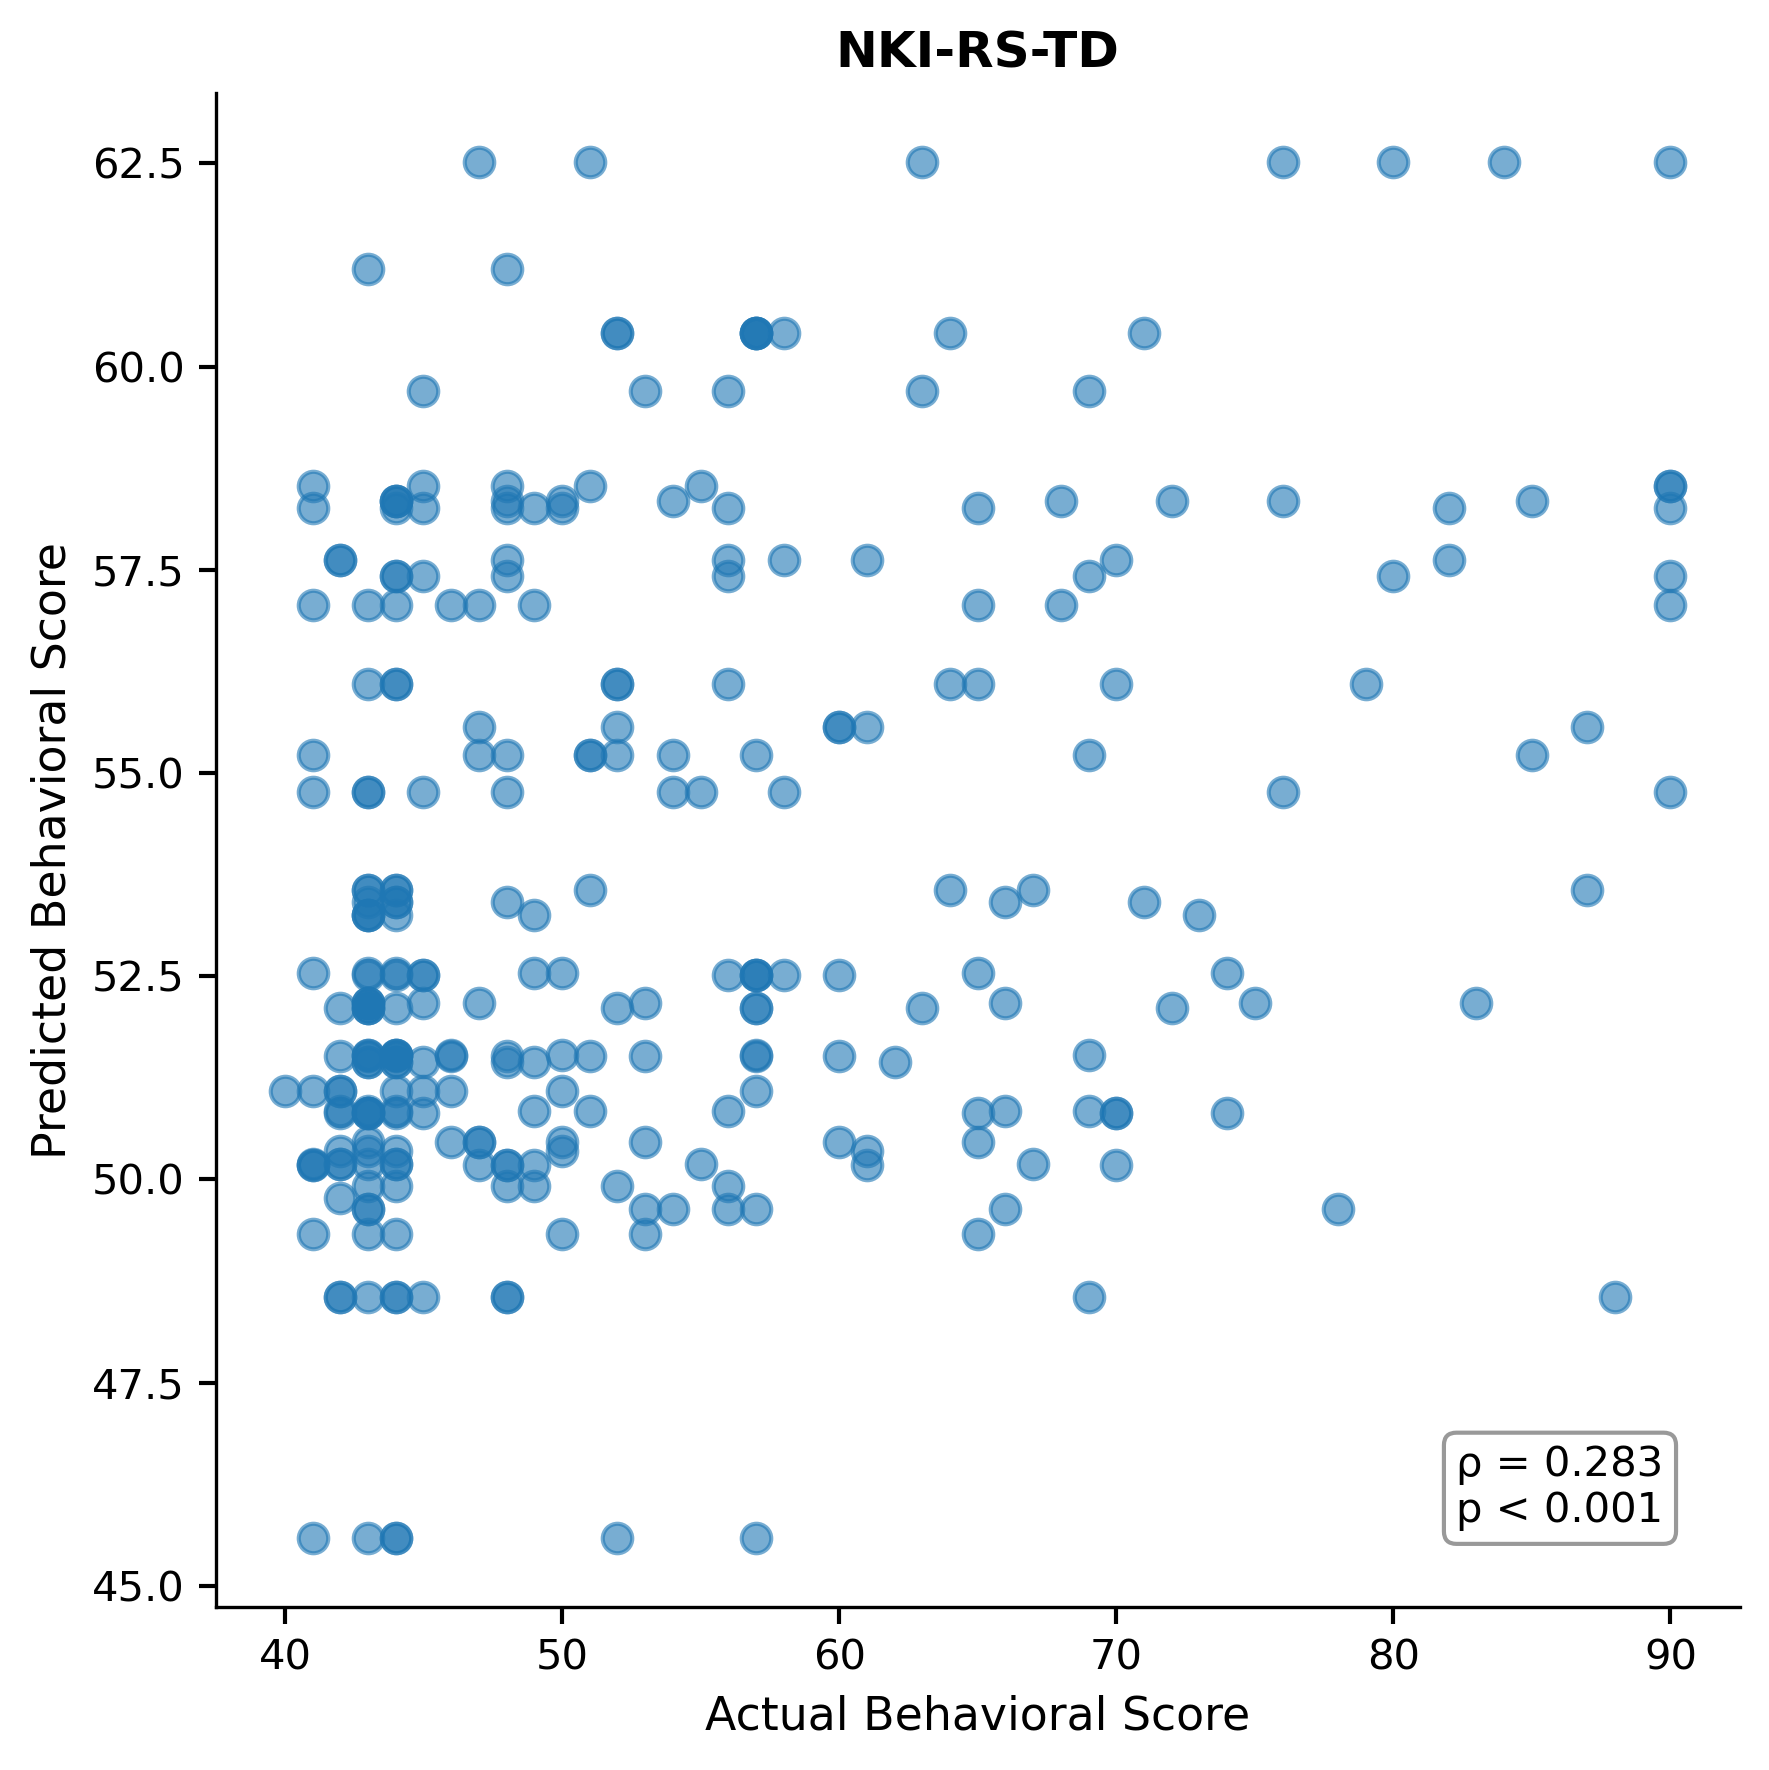 NKI-RS-TD
62.5
60.0
57.5
55.0
52.5
50.0
47.5
45.0
Predicted Behavioral Score
ρ = 0.283
p < 0.001
40 50 60 70 80 90
Actual Behavioral Score